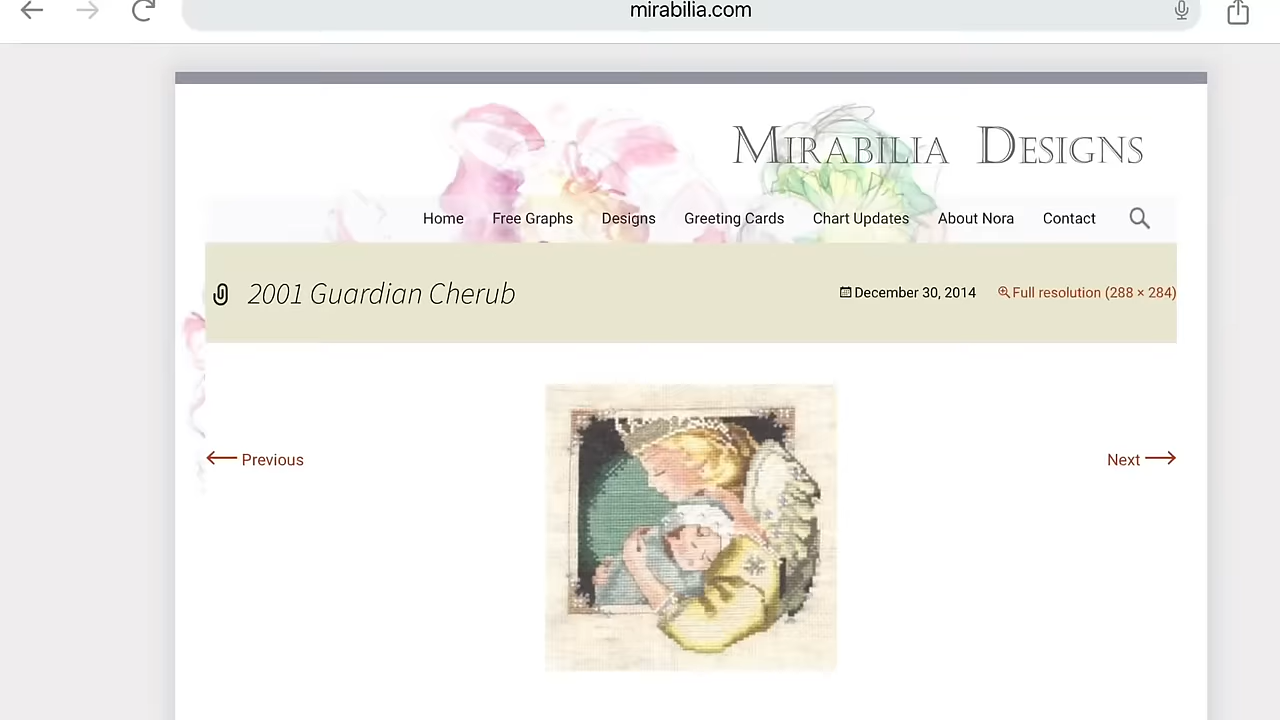 mirabilia.com
MIRABILIA DESIGNS
Home Free Graphs Designs Greeting Cards Chart Updates About Nora Contact
2001 Guardian Cherub December 30, 2014 Full resolution (288 × 284)
Previous Next